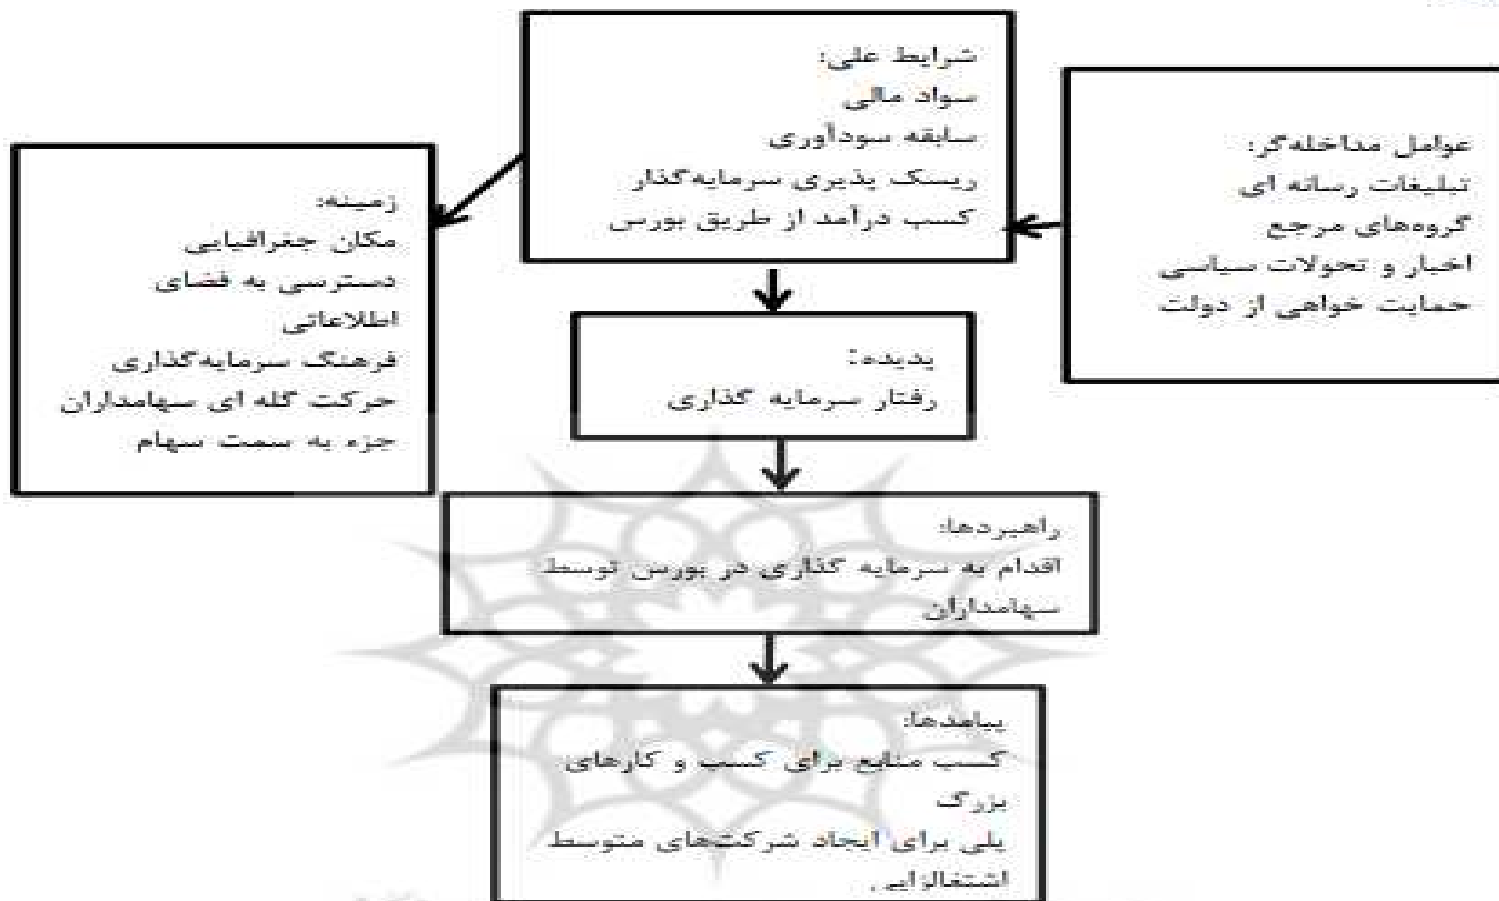 شرایط علی:
سواد مالی
سابقه سودآوری
ریسک پذیری سرمایه‌گذار
کسب درآمد از طریق بورس
عوامل مداخله‌گر:
تبلیغات رسانه ای
گروه‌های مرجع
اخبار و تحولات سیاسی
حمایت خواهی از دولت
زمینه:
مکان جغرافیایی
دسترسی به فضای
اطلاعاتی
فرهنگ سرمایه‌گذاری
حرکت گله ای سهامداران
جزء به سمت سهام
پدیده:
رفتار سرمایه گذاری
راهبردها:
اقدام به سرمایه گذاری در بورس توسط
سهامداران
پیامدها:
کسب منابع برای کسب و کارهای
بزرگ
پلی برای ایجاد شرکت‌های متوسط
اشتغالزایی